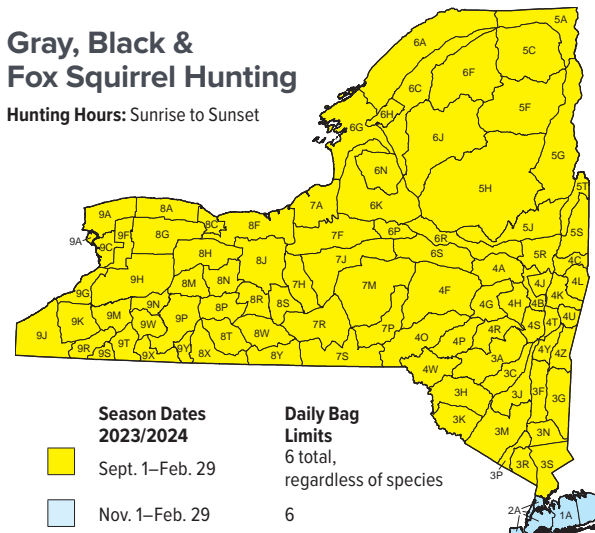 Gray, Black &
Fox Squirrel Hunting
Hunting Hours: Sunrise to Sunset
5A
6A
5C
6F
6C
5F
6H
6G
6J
5G
6N
5H
5T
9A
8A
7A
6K
8C
8F
5S
9F
8G
7F
6P
5J
9A
9C
6R
8H
8J
7J
6S
5R
4C
4A
9H
8M
8N
7H
7M
4F
4J
4L
9G
8R
8S
4G
4H
4B
4K
9N
8P
9K
9M
9W
9P
7R
7P
4R
4S
4T
4U
9J
8T
8W
4O
4P
4Y
9R
9S
9T
9X
9Y
8X
8Y
7S
3A
4Z
4W
3C
3H
3J
3F
3G
3K
3M
3N
3P
3R
3S
2A
1A
Season Dates
2023/2024
Daily Bag
Limits
Sept. 1–Feb. 29
6 total,
regardless of species
Nov. 1–Feb. 29
6